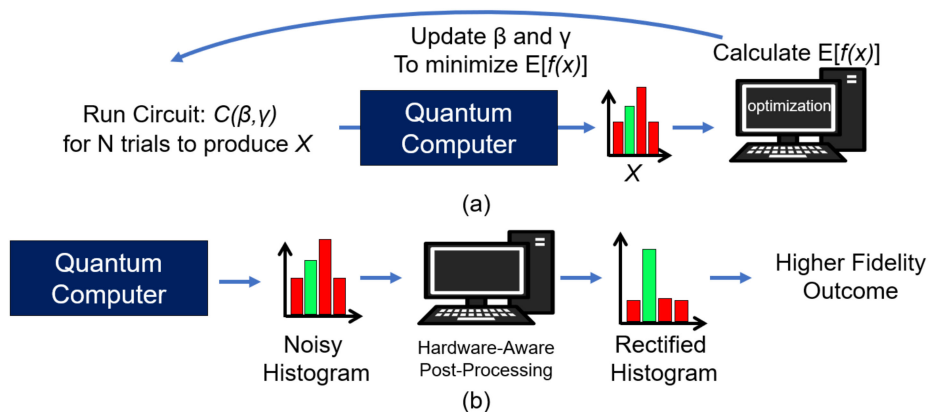 Update β and γ
To minimize E[f(x)]
Calculate E[f(x)]
Run Circuit: C(β,γ)
for N trials to produce X
Quantum
Computer
optimization
X
(a)
Quantum
Computer
Noisy
Histogram
Hardware-Aware
Post-Processing
Rectified
Histogram
Higher Fidelity
Outcome
(b)